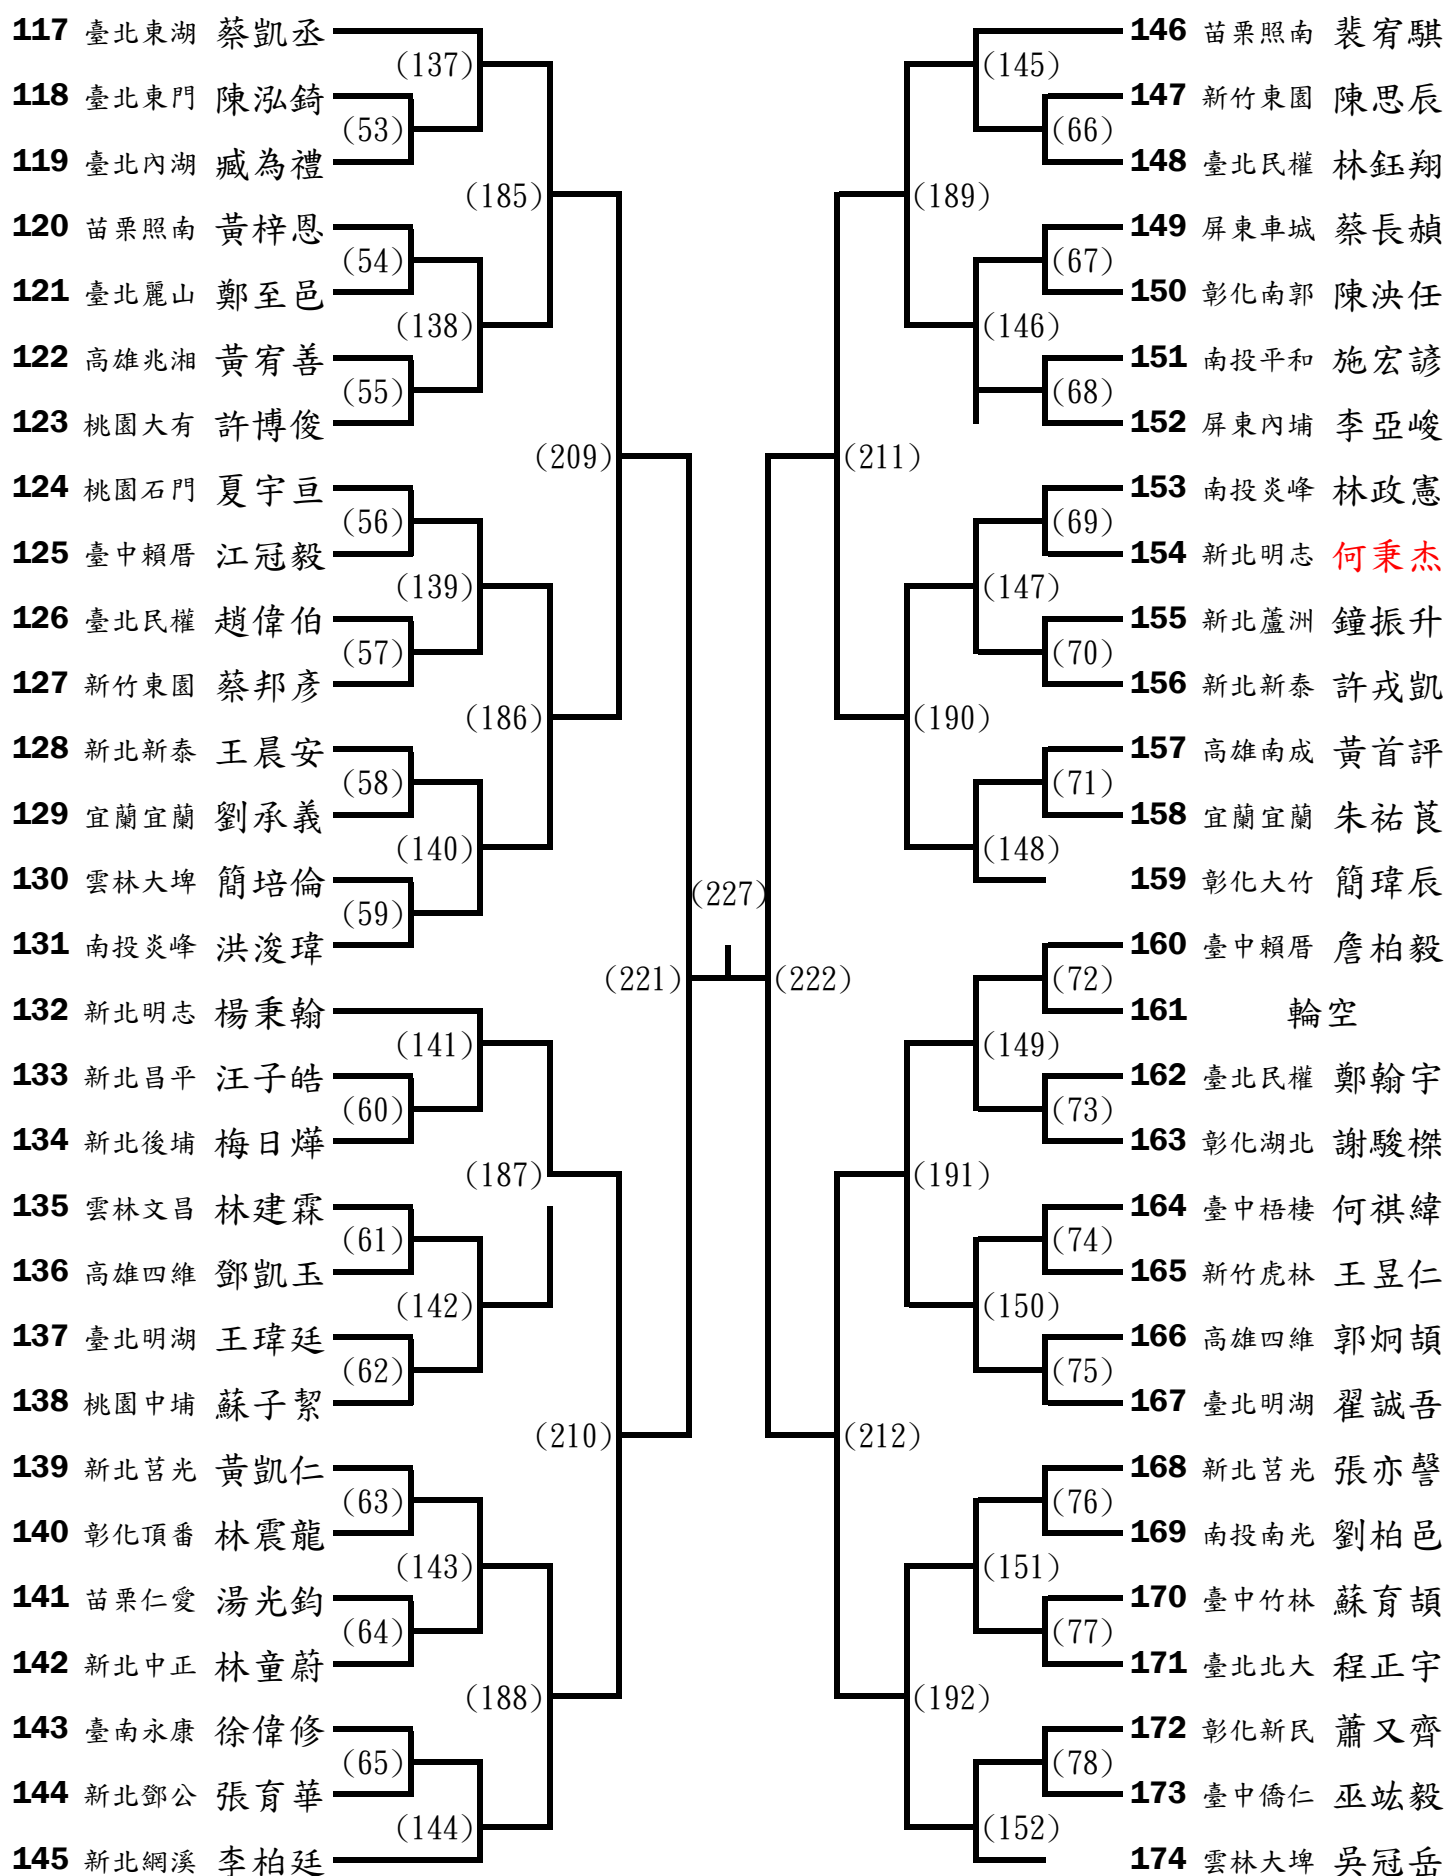 117 臺北東湖 蔡凱丞
(137)
118 臺北東門 陳泓錡
(53)
119 臺北內湖 臧為禮
(185)
120 苗栗照南 黃梓恩
(54)
121 臺北麗山 鄭至邑
(138)
122 高雄兆湘 黃宥善
(55)
123 桃園大有 許博俊
(209)
124 桃園石門 夏宇亘
(56)
125 臺中賴厝 江冠毅
(139)
126 臺北民權 趙偉伯
(57)
127 新竹東園 蔡邦彥
(186)
128 新北新泰 王晨安
(58)
129 宜蘭宜蘭 劉承義
(140)
130 雲林大埤 簡培倫
(59)
131 南投炎峰 洪浚瑋
(221)
132 新北明志 楊秉翰
(141)
133 新北昌平 汪子皓
(60)
134 新北後埔 梅日燁
(187)
135 雲林文昌 林建霖
(61)
136 高雄四維 鄧凱玉
(142)
137 臺北明湖 王瑋廷
(62)
138 桃園中埔 蘇子絜
(210)
139 新北莒光 黃凱仁
(63)
140 彰化頂番 林震龍
(143)
141 苗栗仁愛 湯光鈞
(64)
142 新北中正 林童蔚
(188)
143 臺南永康 徐偉修
(65)
144 新北鄧公 張育華
(144)
145 新北網溪 李柏廷
(227)
146 苗栗照南 裴宥騏
(145)
147 新竹東園 陳思辰
(66)
148 臺北民權 林鈺翔
(189)
149 屏東車城 蔡長頳
(67)
150 彰化南郭 陳泱任
(146)
151 南投平和 施宏諺
(68)
152 屏東內埔 李亞峻
(211)
153 南投炎峰 林政憲
(69)
154 新北明志 何秉杰
(147)
155 新北蘆洲 鐘振升
(70)
156 新北新泰 許戎凱
(190)
157 高雄南成 黃首評
(71)
158 宜蘭宜蘭 朱祐莨
(148)
159 彰化大竹 簡瑋辰
160 臺中賴厝 詹柏毅
(72)
(222)
161 輪空
(149)
162 臺北民權 鄭翰宇
(73)
163 彰化湖北 謝駿榤
(191)
164 臺中梧棲 何祺緯
(74)
165 新竹虎林 王昱仁
(150)
166 高雄四維 郭炯頡
(75)
167 臺北明湖 翟誠吾
(212)
168 新北莒光 張亦謦
(76)
169 南投南光 劉柏邑
(151)
170 臺中竹林 蘇育頡
(77)
171 臺北北大 程正宇
(192)
172 彰化新民 蕭又齊
(78)
173 臺中僑仁 巫竑毅
(152)
174 雲林大埤 吳冠岳